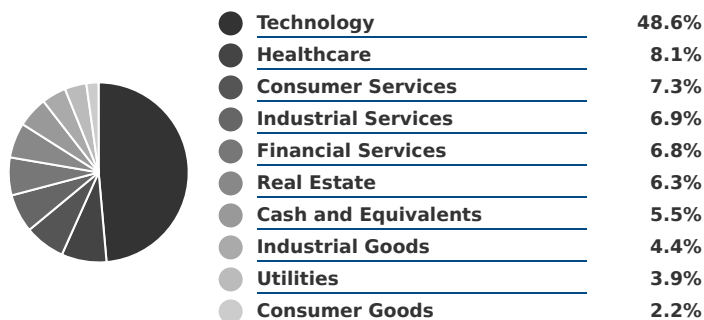 Technology 48.6%
Healthcare 8.1%
Consumer Services 7.3%
Industrial Services 6.9%
Financial Services 6.8%
Real Estate 6.3%
Cash and Equivalents 5.5%
Industrial Goods 4.4%
Utilities 3.9%
Consumer Goods 2.2%